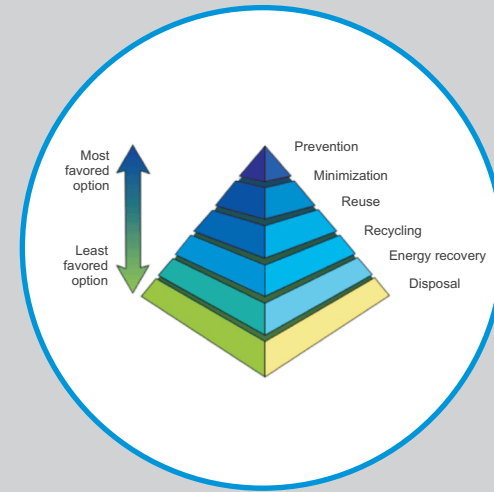 Most
favored
option
Least
favored
option
Prevention
Minimization
Reuse
Recycling
Energy recovery
Disposal